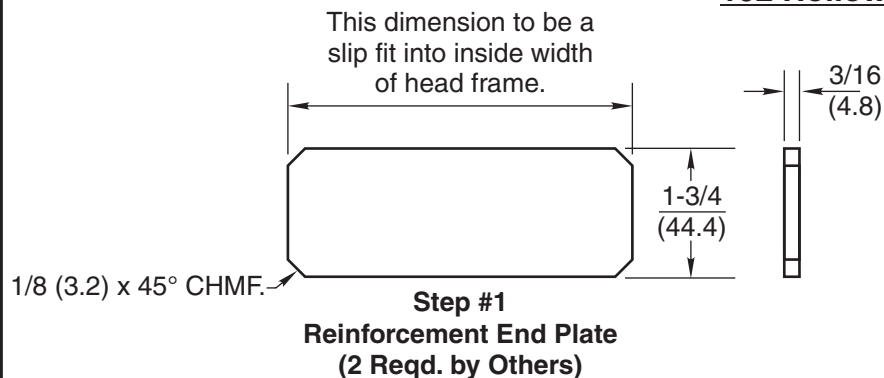 This dimension to be a
slip fit into inside width
of head frame.
3/16
(4.8)
1-3/4
(44.4)
1/8 (3.2) x 45° CHMF.
Step #1
Reinforcement End Plate
(2 Reqd. by Others)